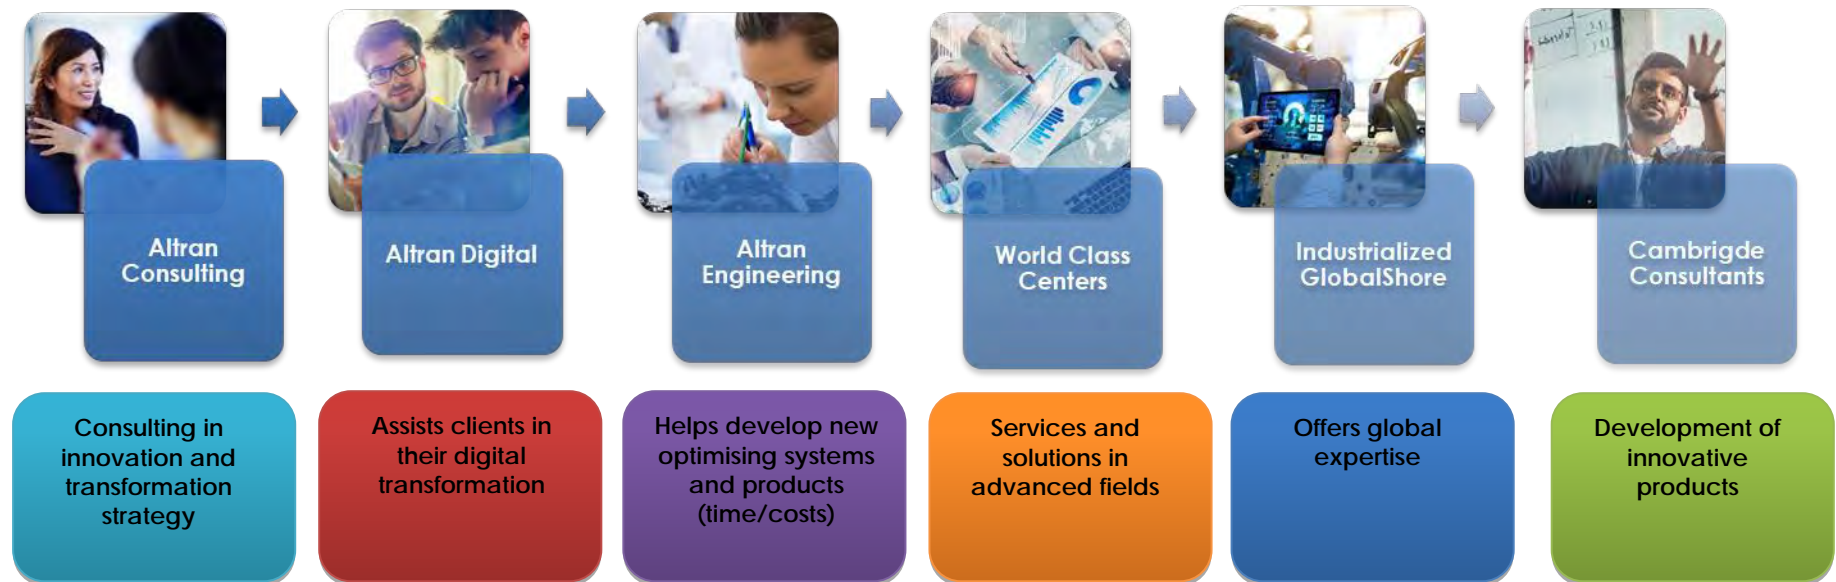 Altran
Consulting
Altran Digital
Altran
Engineering
World Class
Centers
Industrialized
GlobalShore
Cambrigde
Consultants
Consulting in
innovation and
transformation
strategy
Assists clients in
their digital
transformation
Helps develop new
optimising systems
and products
(time/costs)
Services and
solutions in
advanced fields
Offers global
expertise
Development of
innovative
products